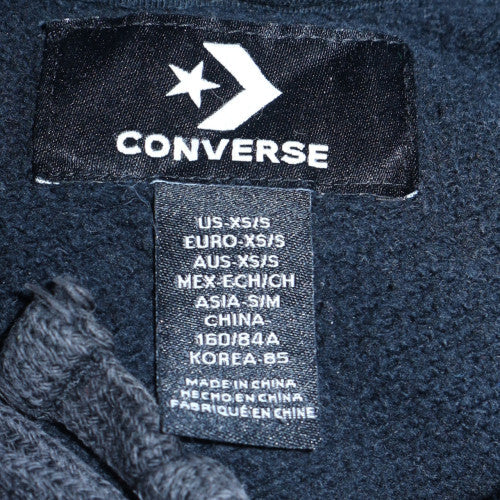 CONVERSE
US-XS/S
EURO-XS/S
AUS-XS/S
MEX-ECH/CH
ASIA-S/M
CHINA-
160/84A
KOREA-85
MADE IN CHINA
HECHO EN CHINA
FABRIQUÉ EN CHINE